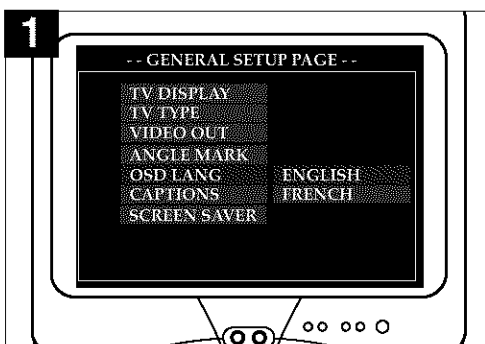 1
- - GENERAL SETUP PAGE - -
TV DISPLAY
TV TYPE
VIDEO OUT
ANGLE MARK
OSD LANG ENGLISH
CAPTIONS FRENCH
SCREEN SAVER